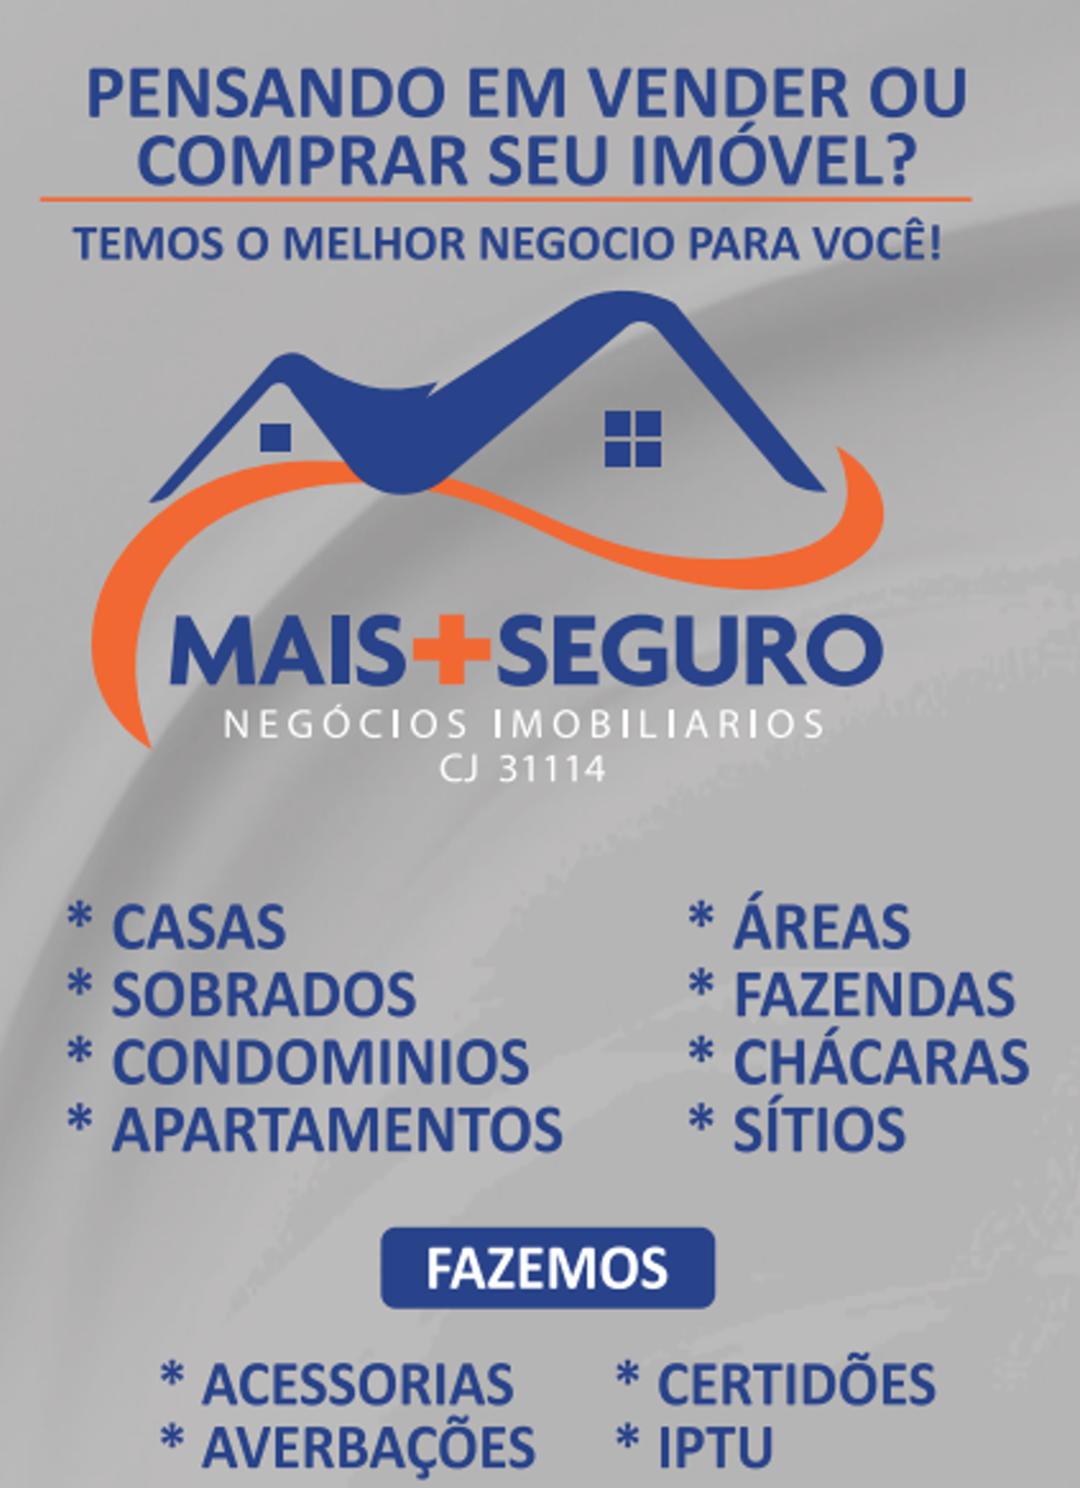 PENSANDO EM VENDER OU
COMPRAR SEU IMÓVEL?
TEMOS O MELHOR NEGOCIO PARA VOCÊ!
MAIS+SEGURO
NEGÓCIOS IMOBILIARIOS
CJ 31114
* CASAS
* SOBRADOS
* CONDOMINIOS
* APARTAMENTOS
* ÁREAS
* FAZENDAS
* CHÁCARAS
* SÍTIOS
FAZEMOS
* ACESSORIAS
* AVERBAÇÕES
* CERTIDÕES
* IPTU